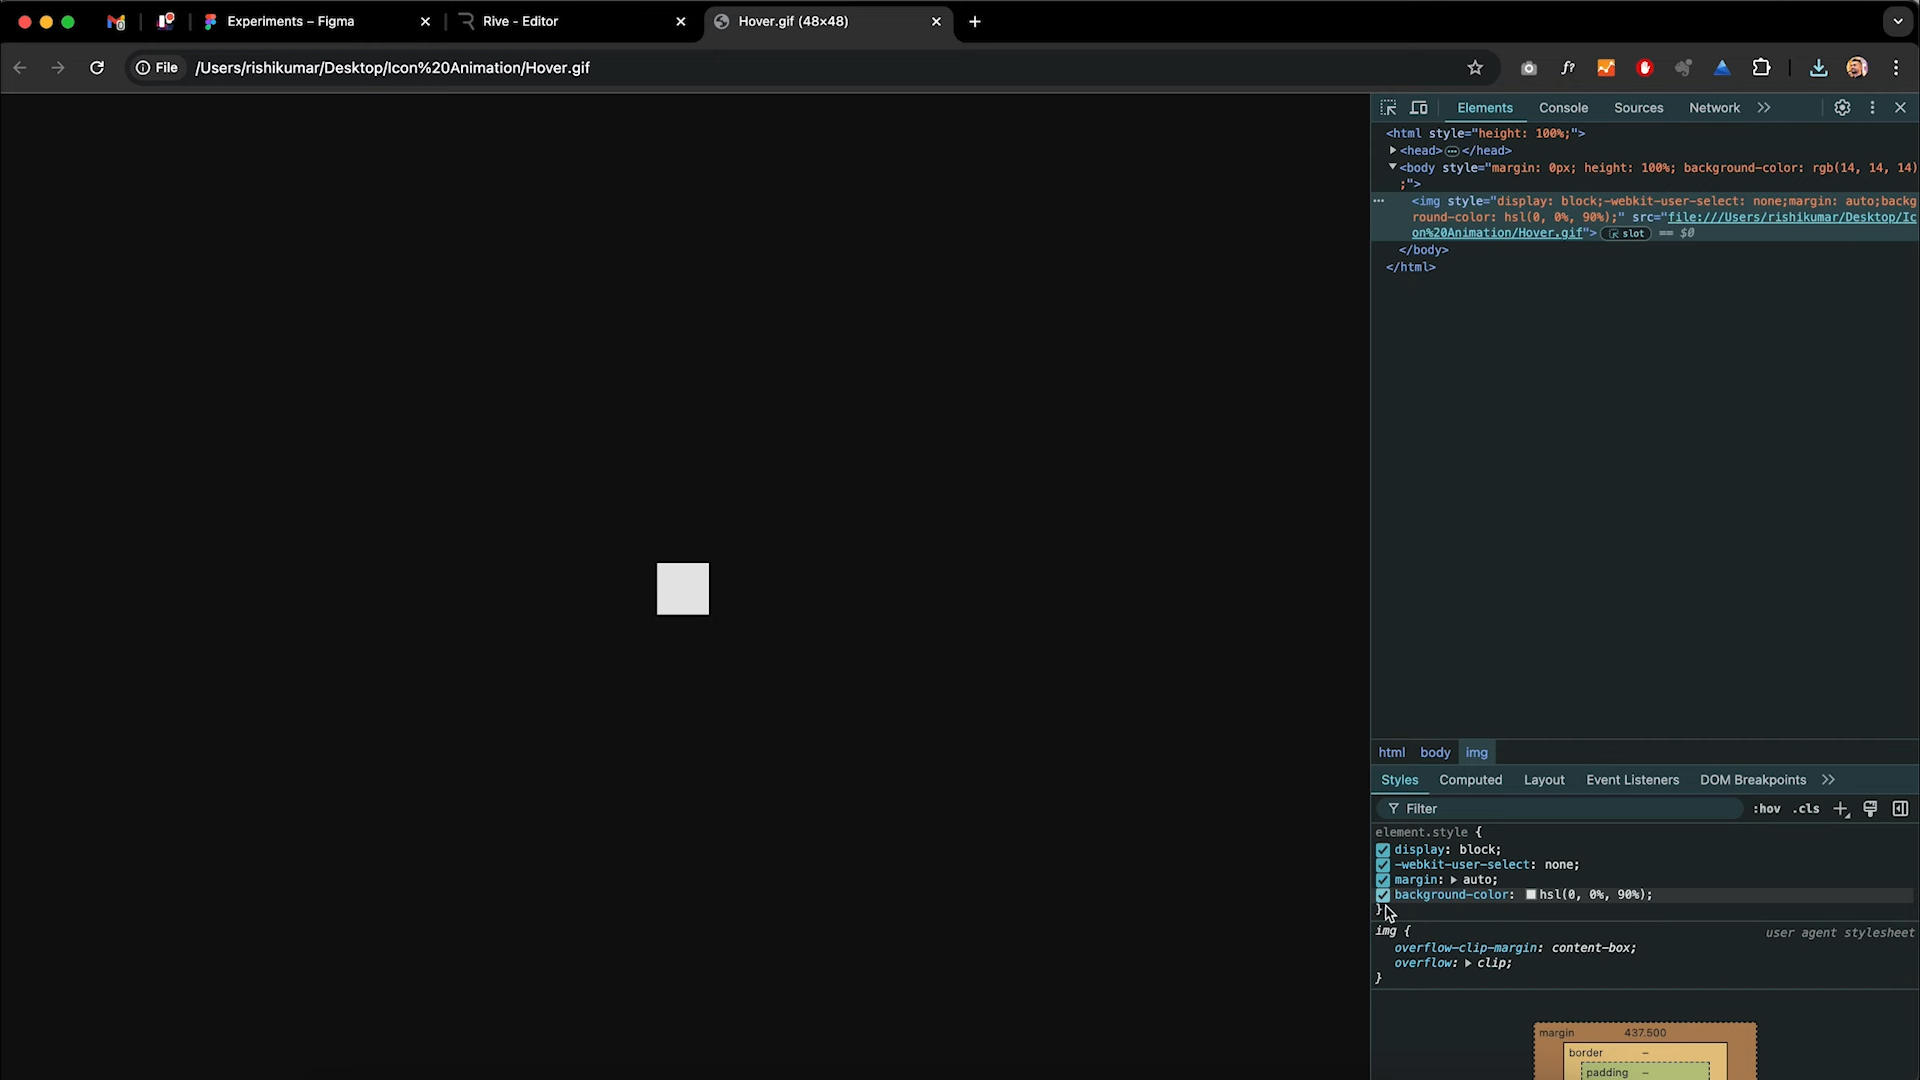 Experiments – Figma
Rive - Editor
Hover.gif (48×48)
File
/Users/rishikumar/Desktop/Icon%20Animation/Hover.gif
f?
Elements
Console
Sources
Network
<html style="height: 100%;">
<head>
</head>
<body style="margin: 0px; height: 100%; background-color: rgb(14, 14, 14)
;">
<img style="display: block;-webkit-user-select: none;margin: auto;backg
round-color: hsl(0, 0%, 90%);" src="file:///Users/rishikumar/Desktop/Ic
on%20Animation/Hover.gif"> slot == $0
</body>
</html>
html body img
Styles Computed Layout Event Listeners DOM Breakpoints
Filter
:hov .cls
element.style {
display: block;
-webkit-user-select: none;
margin: auto;
background-color: hsl(0, 0%, 90%);
}
img {
user agent stylesheet
overflow-clip-margin: content-box;
overflow: clip;
}
margin
437.500
border –
padding –